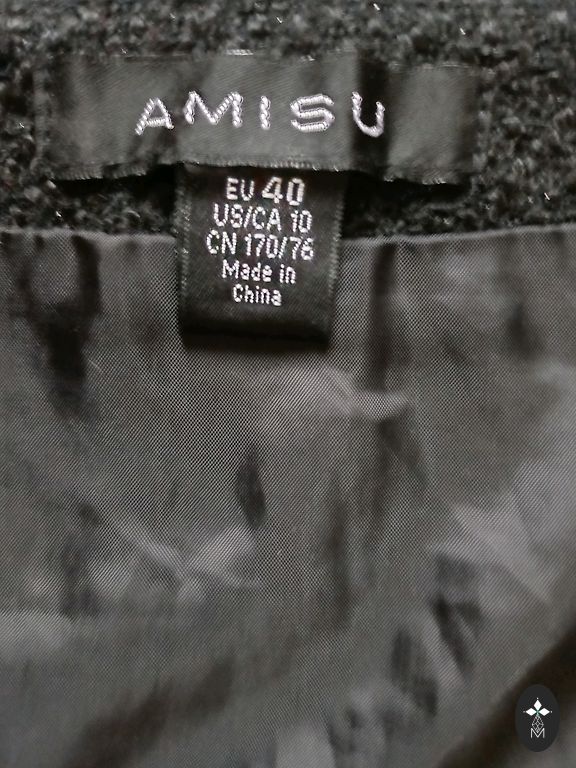 AMISU
EU 40
US/CA 10
CN 170/76
Made in
China
M